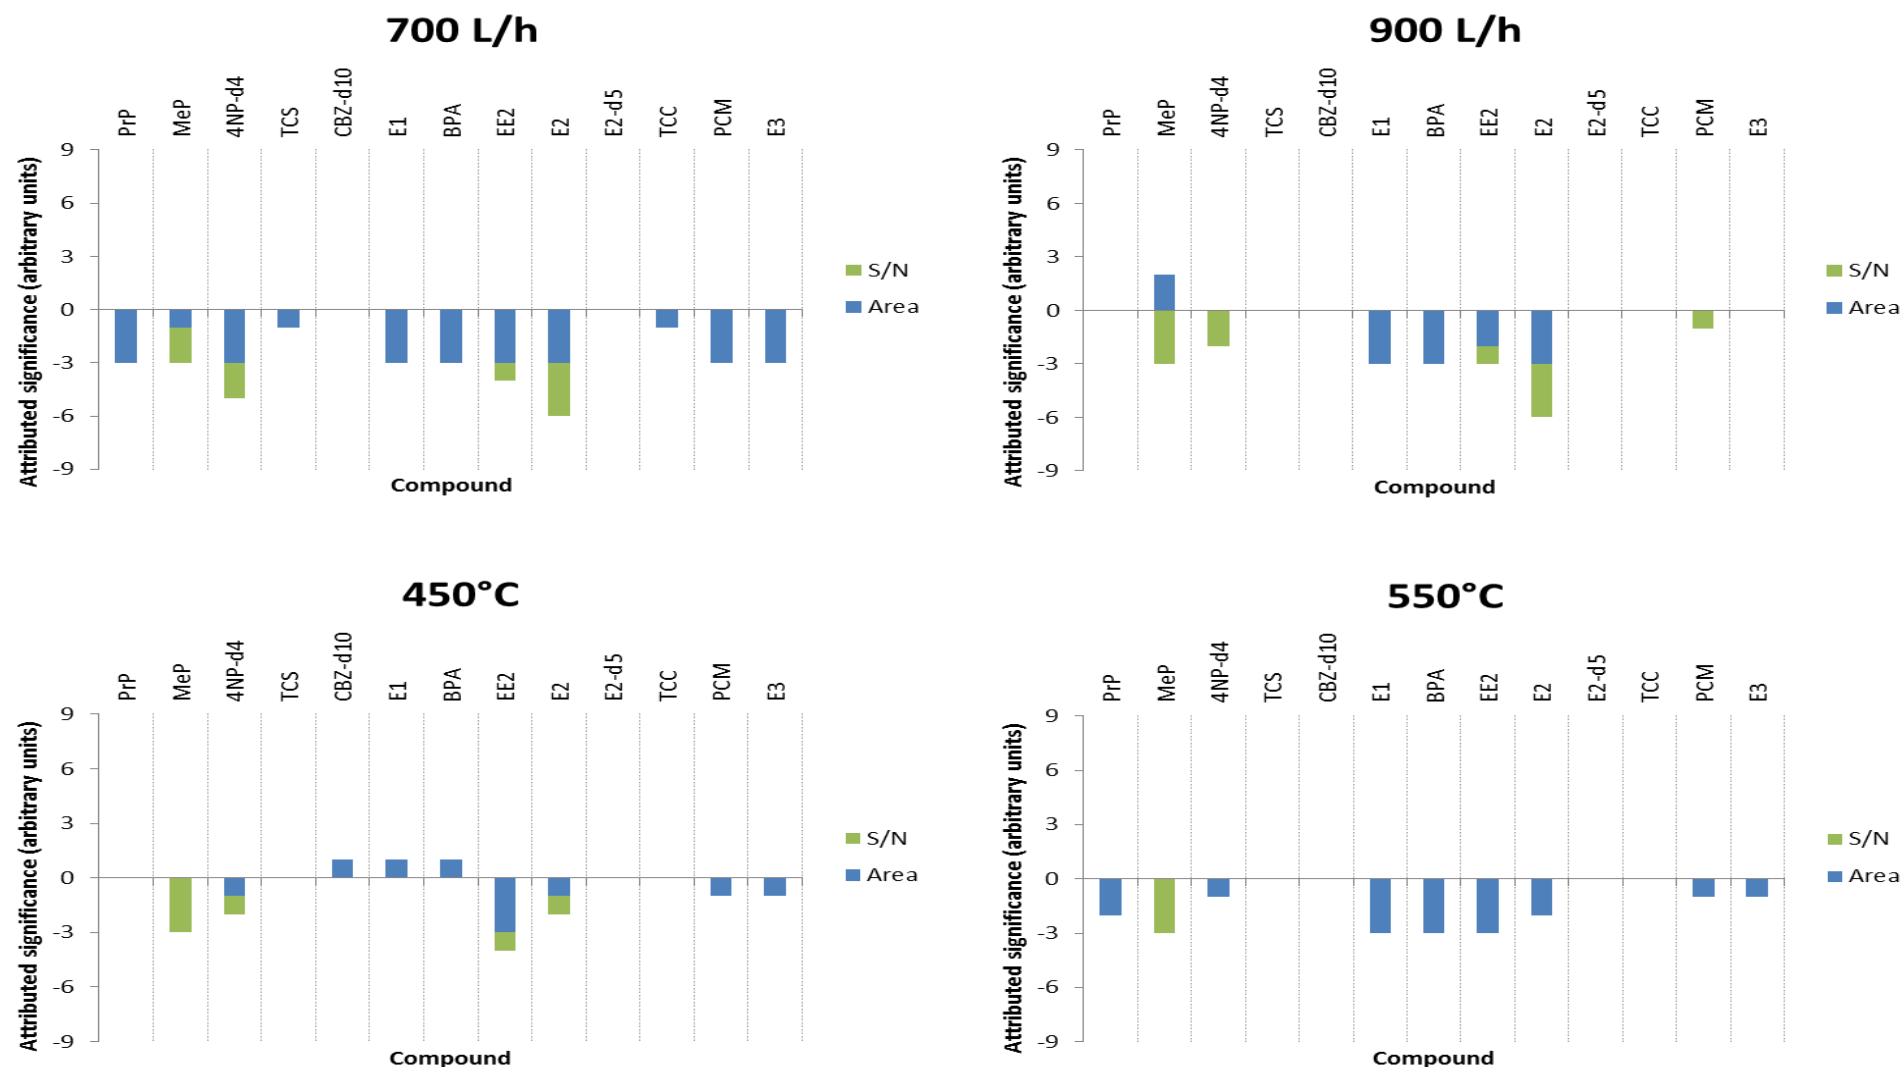 700 L/h
PrP
MeP
4NP-d4
TCS
CBZ-d10
E1
BPA
EE2
E2
E2-d5
TCC
PCM
E3
Attributed significance (arbitrary units)
9
6
3
0
-3
-6
-9
S/N
Area
Compound
900 L/h
PrP
MeP
4NP-d4
TCS
CBZ-d10
E1
BPA
EE2
E2
E2-d5
TCC
PCM
E3
Attributed significance (arbitrary units)
9
6
3
0
-3
-6
-9
S/N
Area
Compound
450°C
PrP
MeP
4NP-d4
TCS
CBZ-d10
E1
BPA
EE2
E2
E2-d5
TCC
PCM
E3
Attributed significance (arbitrary units)
9
6
3
0
-3
-6
-9
S/N
Area
Compound
550°C
PrP
MeP
4NP-d4
TCS
CBZ-d10
E1
BPA
EE2
E2
E2-d5
TCC
PCM
E3
Attributed significance (arbitrary units)
9
6
3
0
-3
-6
-9
S/N
Area
Compound